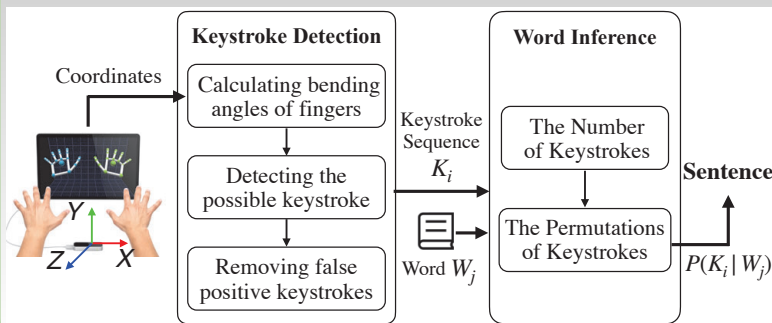 Keystroke Detection
Word Inference
Coordinates
Calculating bending
angles of fingers
Keystroke
Sequence
K_i
The Number
of Keystrokes
Detecting the
possible keystroke
Sentence
Y
Z
X
Word W_j
The Permutations
of Keystrokes
P(K_i | W_j)
Removing false
positive keystrokes